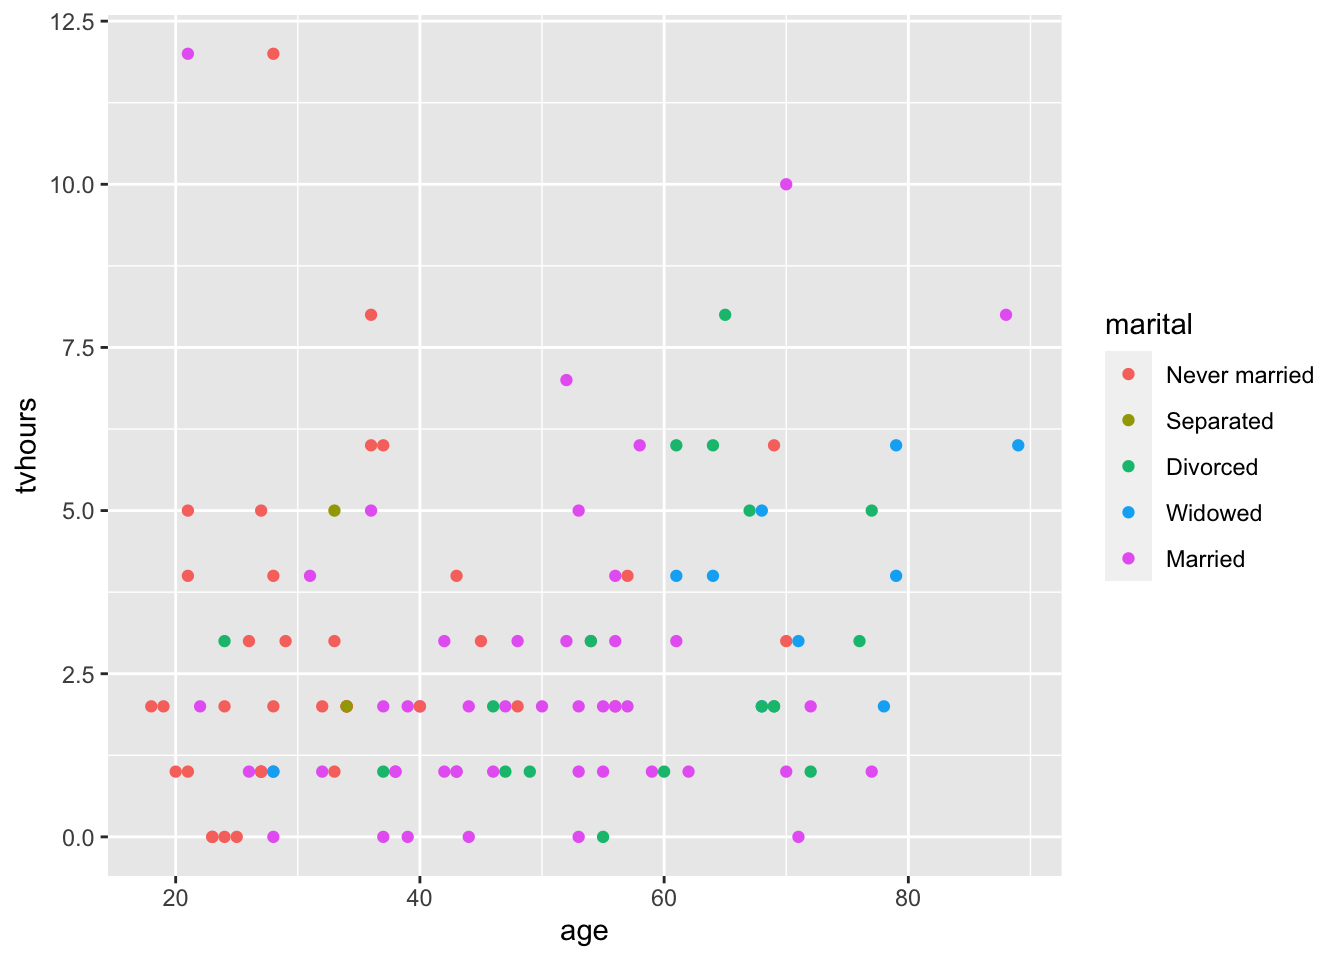 12.5
10.0
7.5
5.0
2.5
0.0
tvhours
20 40 60 80
age
marital
Never married
Separated
Divorced
Widowed
Married